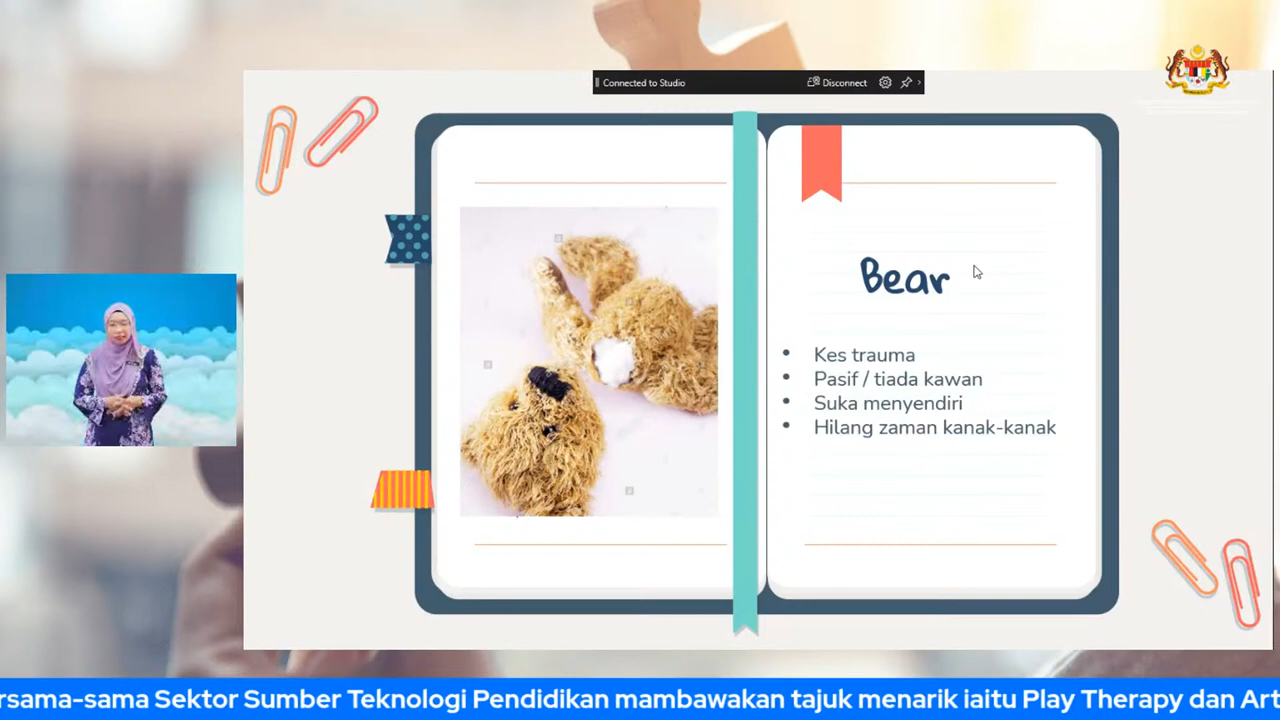 Connected to Studio
Disconnect
Bear
• Kes trauma
• Pasif / tiada kawan
• Suka menyendiri
• Hilang zaman kanak-kanak
rsama-sama Sektor Sumber Teknologi Pendidikan mambawakan tajuk menarik iaitu Play Therapy dan Art